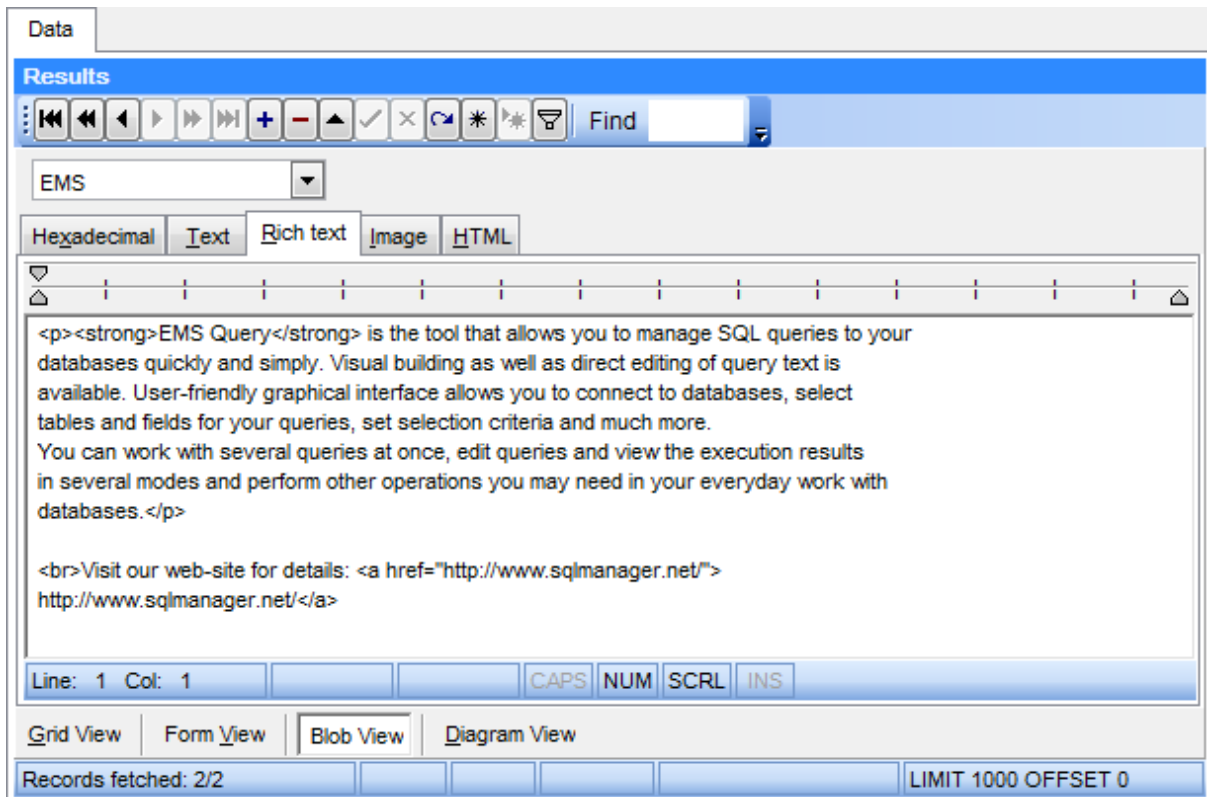 Data
Results
Find
EMS
Hexadecimal Text Rich text Image HTML
<p><strong>EMS Query</strong> is the tool that allows you to manage SQL queries to your
databases quickly and simply. Visual building as well as direct editing of query text is
available. User-friendly graphical interface allows you to connect to databases, select
tables and fields for your queries, set selection criteria and much more.
You can work with several queries at once, edit queries and view the execution results
in several modes and perform other operations you may need in your everyday work with
databases.</p>
<br>Visit our web-site for details: <a href="http://www.sqlmanager.net/">
http://www.sqlmanager.net/</a>
Line: 1 Col: 1 CAPS NUM SCRL INS
Grid View Form View Blob View Diagram View
Records fetched: 2/2 LIMIT 1000 OFFSET 0